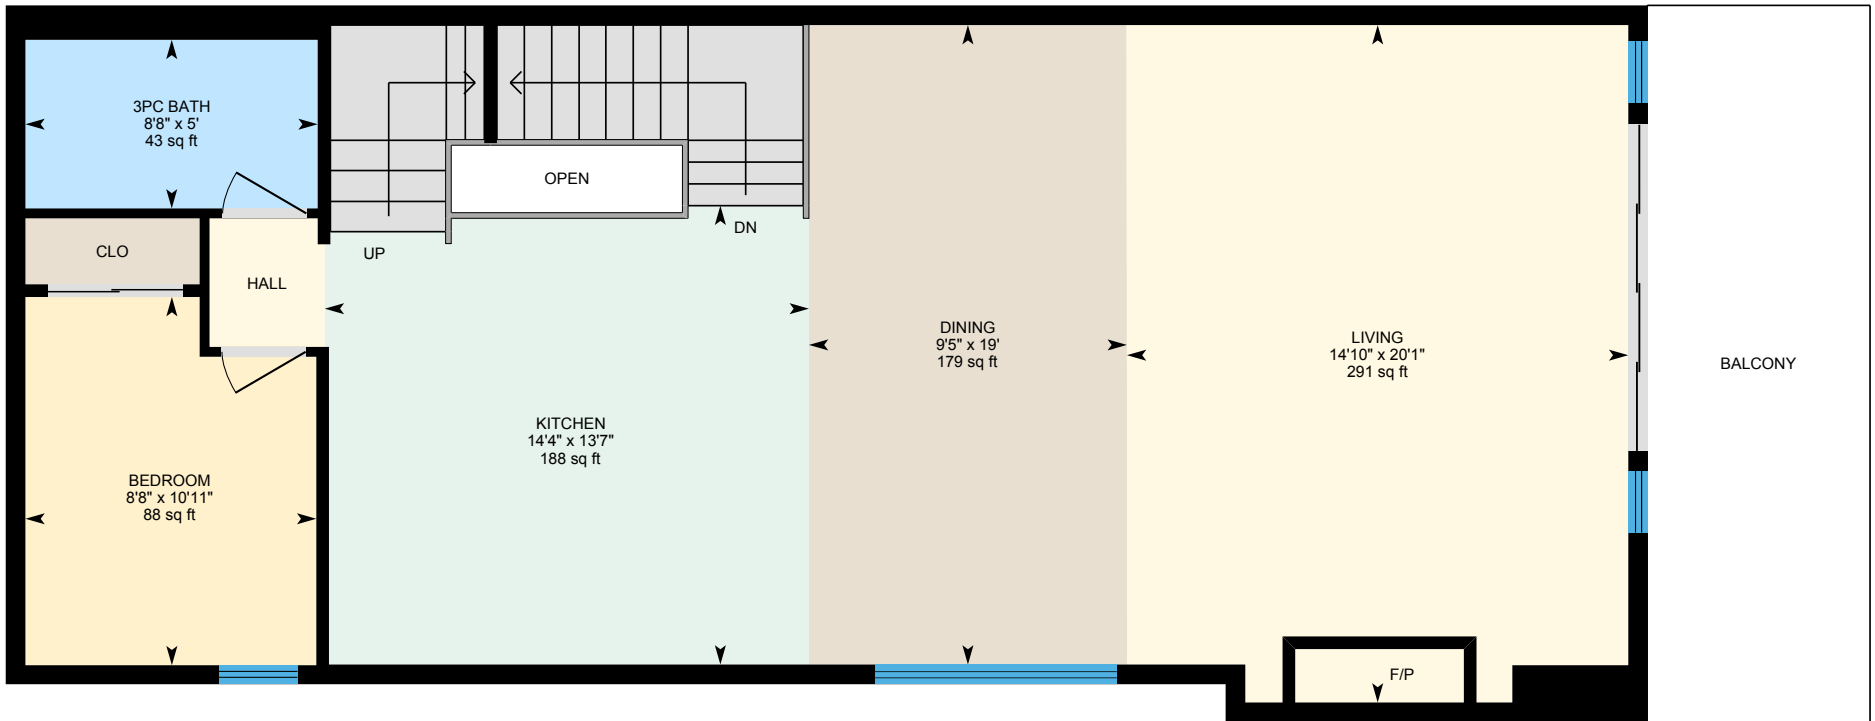 3PC BATH
8'8" x 5'
43 sq ft
OPEN
DN
UP
CLO
HALL
DINING
9'5" x 19'
179 sq ft
LIVING
14'10" x 20'1"
291 sq ft
BALCONY
KITCHEN
14'4" x 13'7"
188 sq ft
BEDROOM
8'8" x 10'11"
88 sq ft
F/P